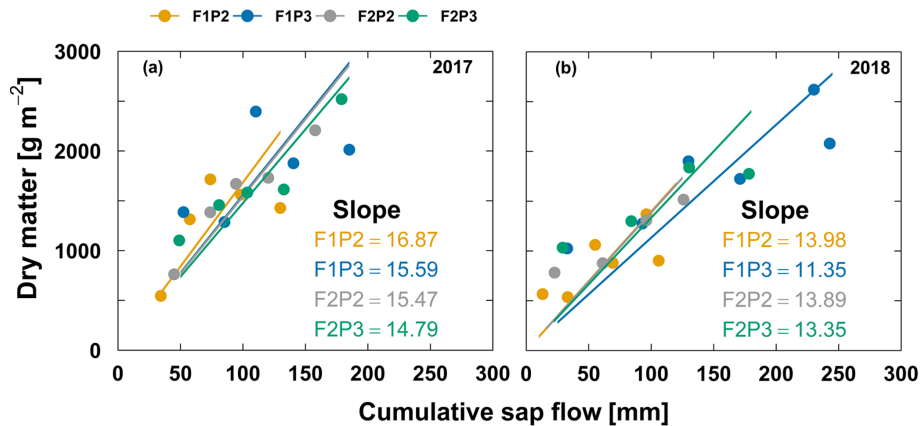 F1P2 F1P3 F2P2 F2P3
(a) 2017
(b) 2018
Dry matter [g m⁻²]
3000
2000
1000
0
Slope
F1P2 = 16.87
F1P3 = 15.59
F2P2 = 15.47
F2P3 = 14.79
Slope
F1P2 = 13.98
F1P3 = 11.35
F2P2 = 13.89
F2P3 = 13.35
0 50 100 150 200 250 300
0 50 100 150 200 250 300
Cumulative sap flow [mm]